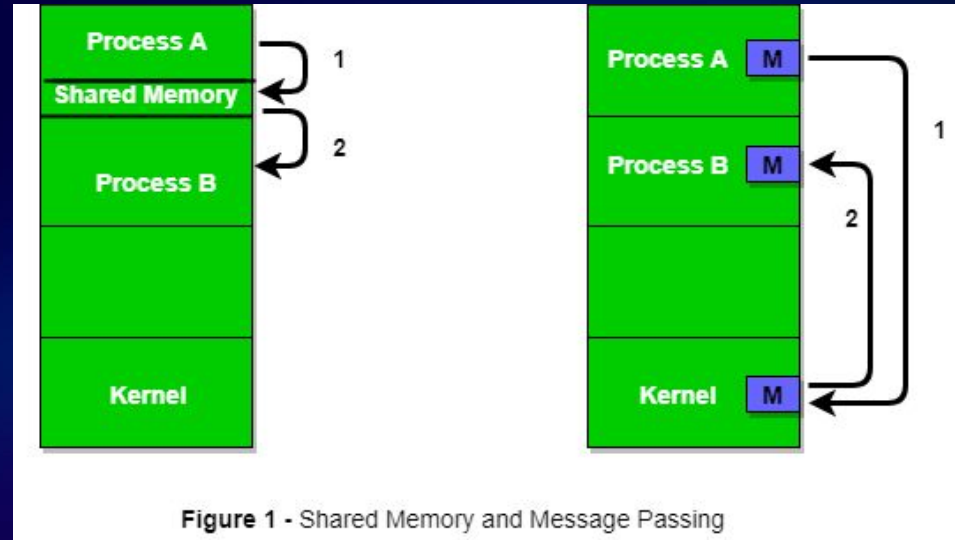 Process A
1
Shared Memory
2
Process B
Kernel
Process A M
1
Process B M
2
Kernel M
Figure 1 - Shared Memory and Message Passing